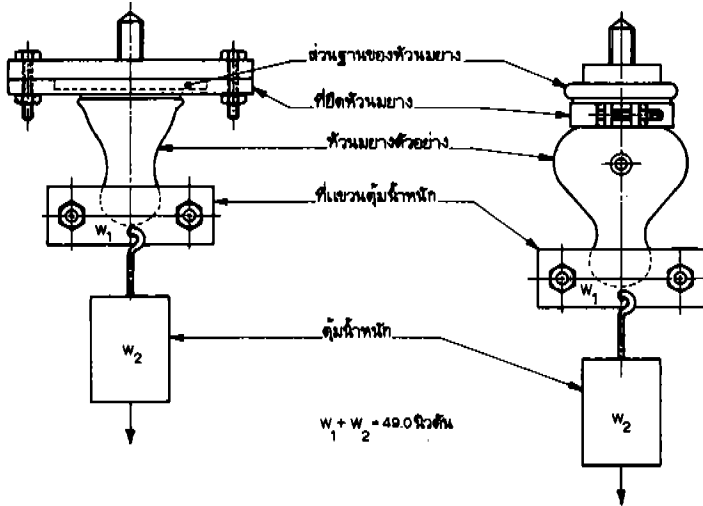 ส่วนฐานของหัวนมยาง
ที่ยึดหัวนมยาง
หัวนมยางตัวอย่าง
ที่แขวนตุ้มน้ำหนัก
W₁
W₁
ตุ้มน้ำหนัก
W₂
W₂
W₁ + W₂ = 49.0 นิวตัน